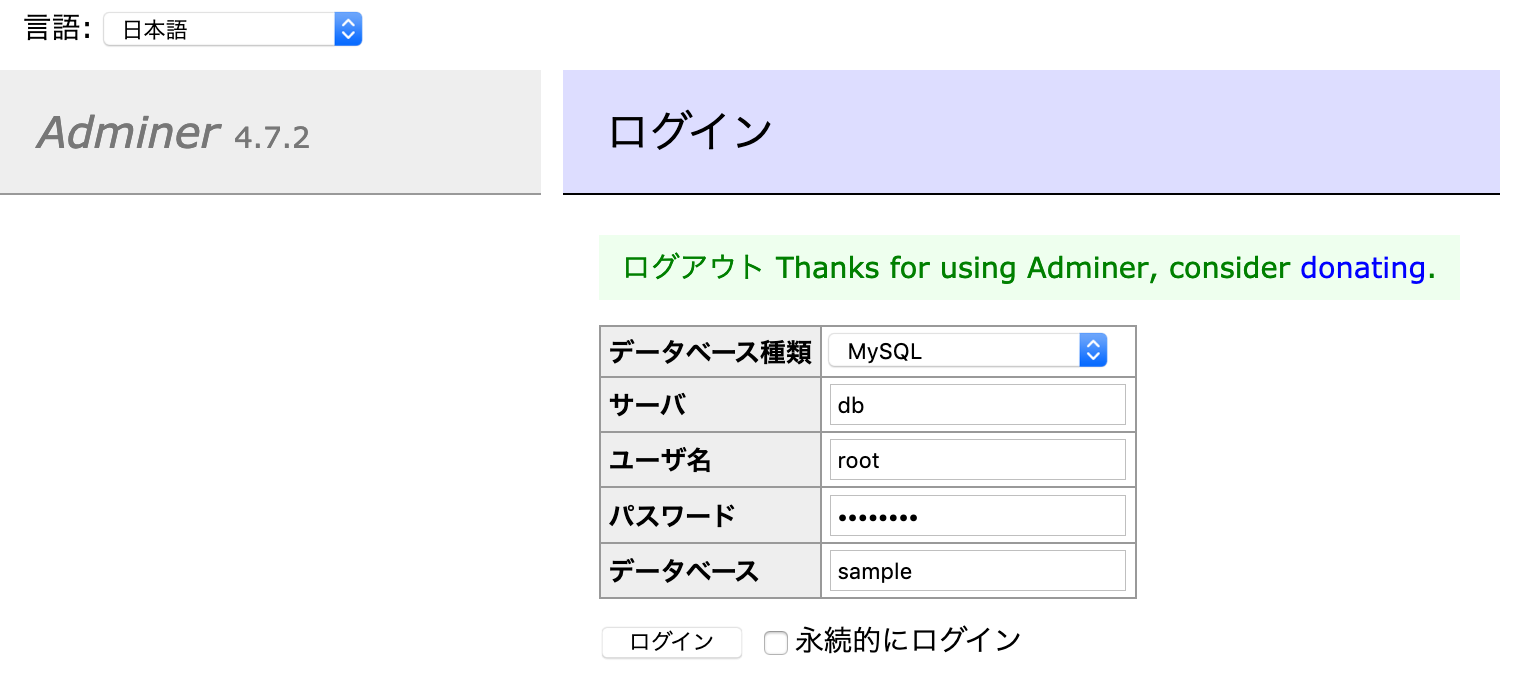 言語: 日本語
Adminer 4.7.2
ログイン
ログアウト Thanks for using Adminer, consider donating.
データベース種類 MySQL
サーバ db
ユーザ名 root
パスワード ••••••••
データベース sample
ログイン 永続的にログイン